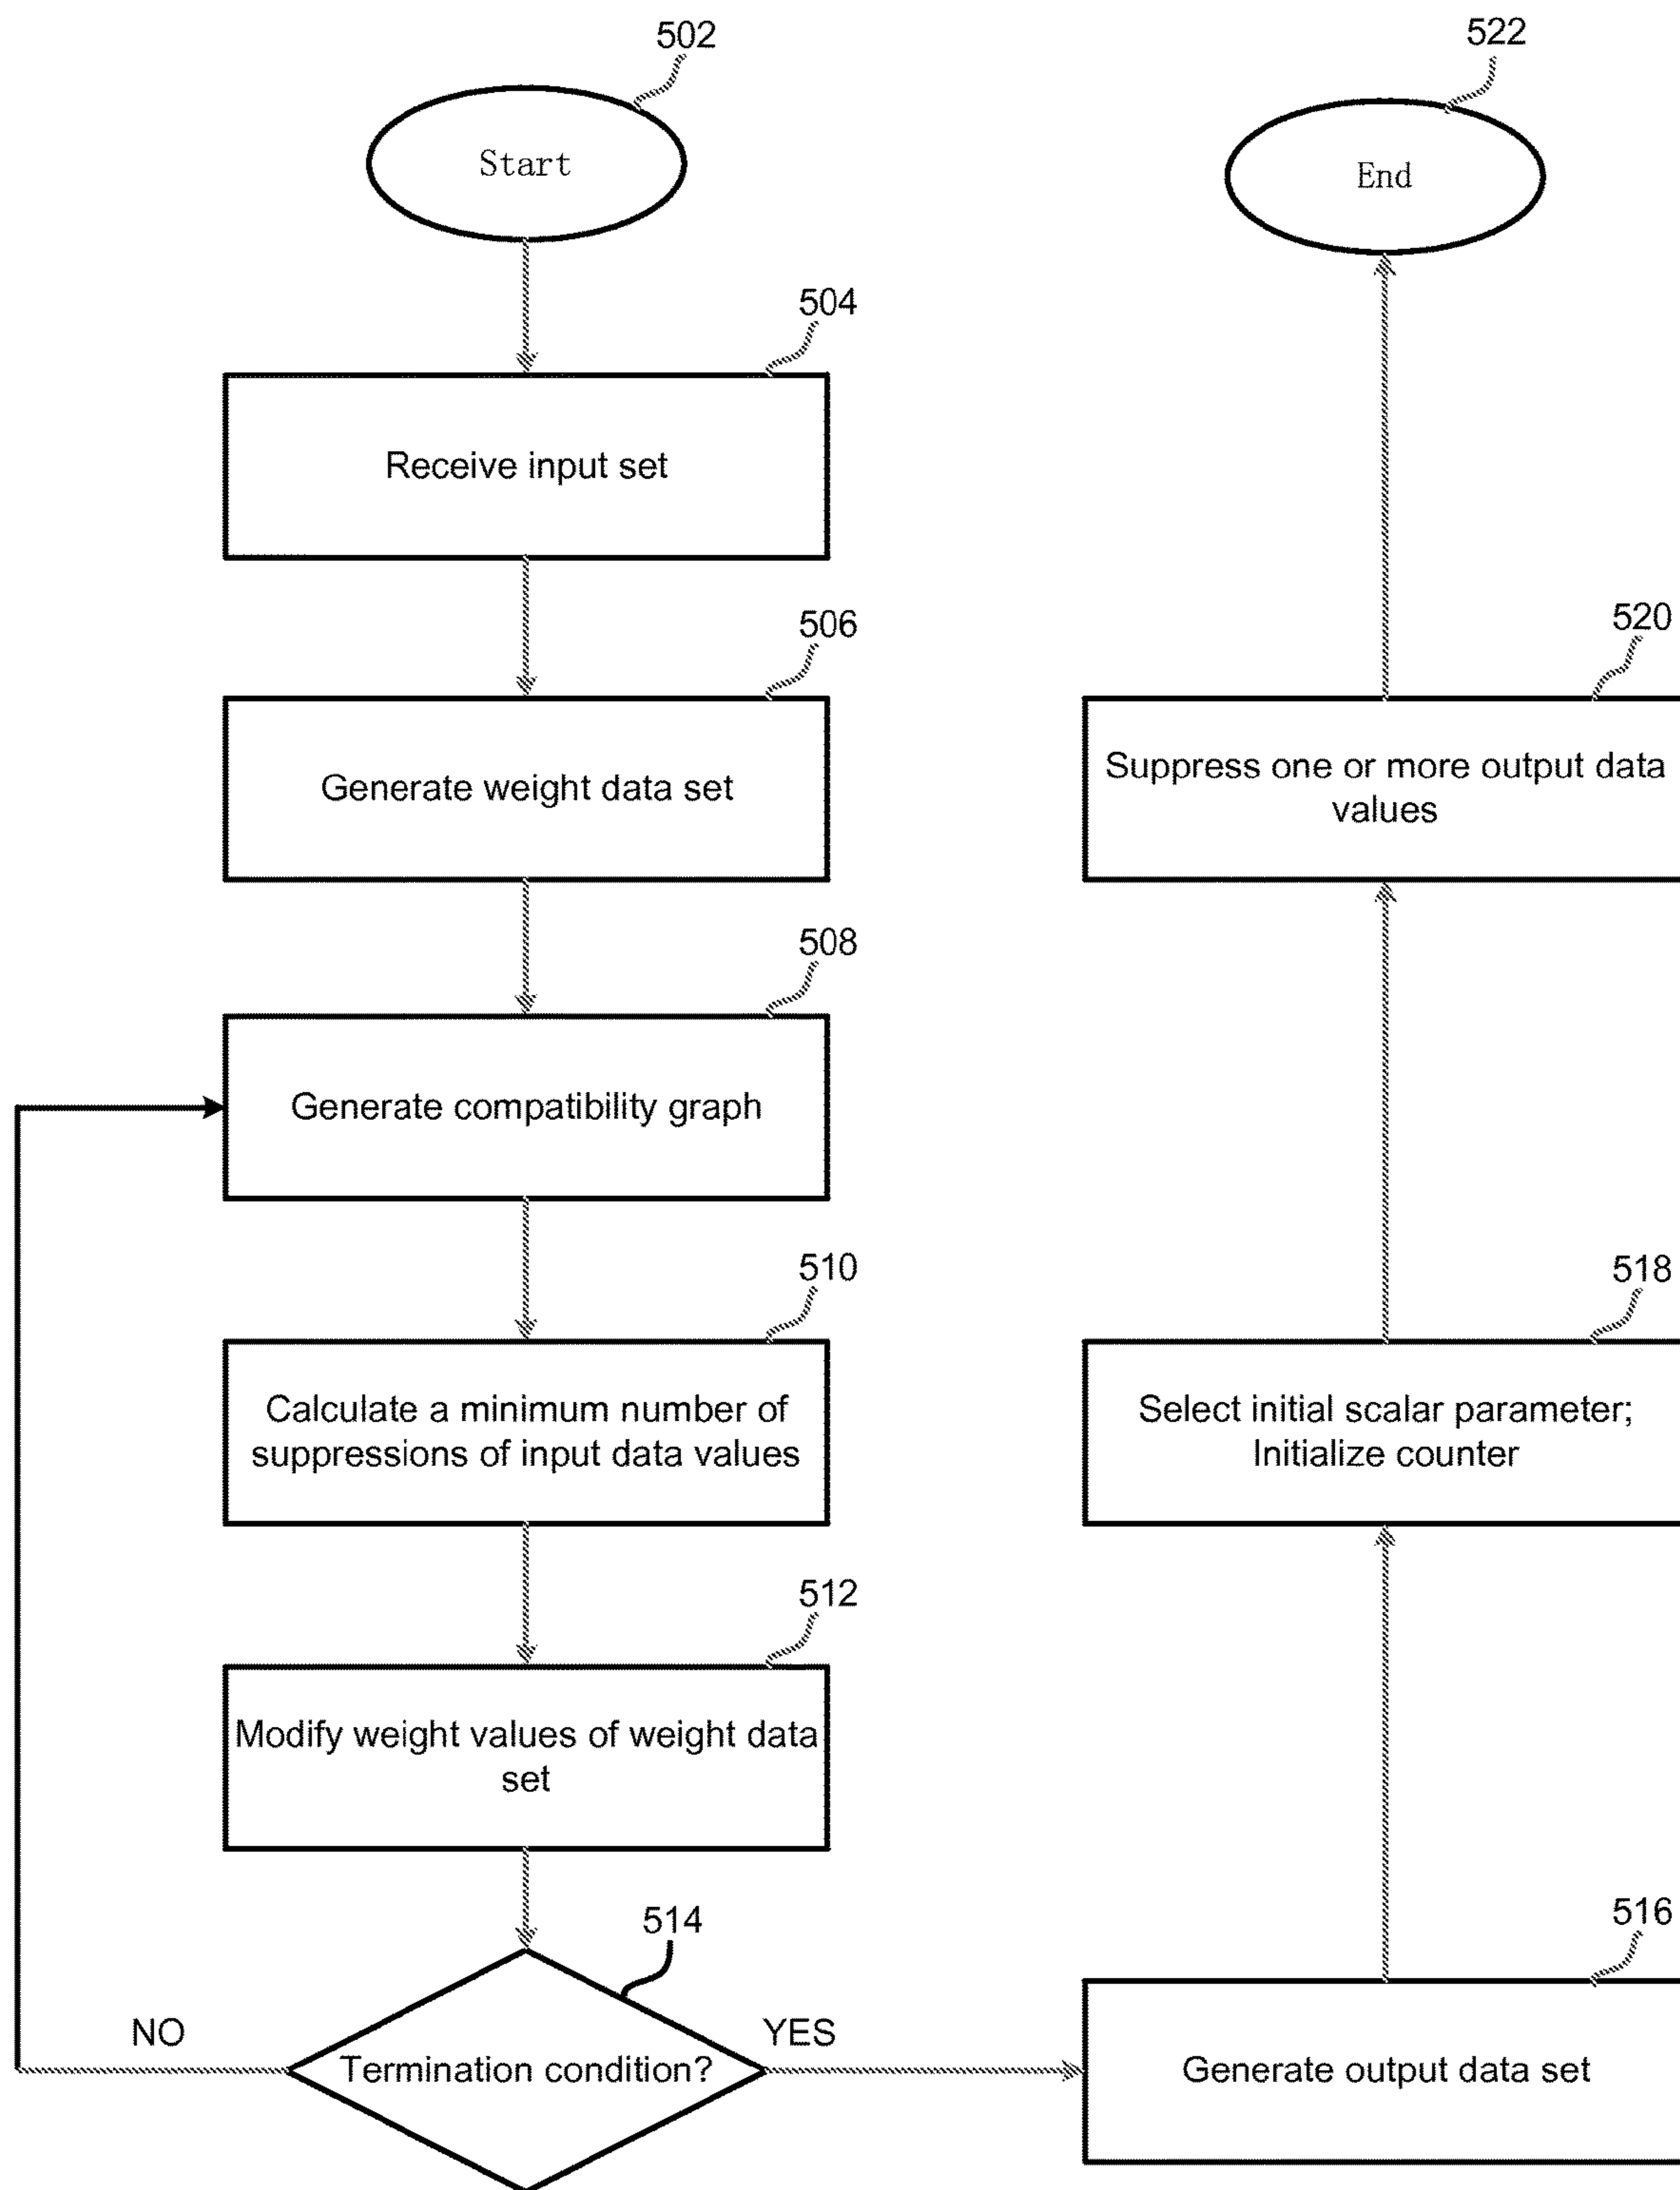 502
Start
504
Receive input set
506
Generate weight data set
508
Generate compatibility graph
510
Calculate a minimum number of
suppressions of input data values
512
Modify weight values of weight data
set
514
Termination condition?
NO
YES
516
Generate output data set
518
Select initial scalar parameter;
Initialize counter
520
Suppress one or more output data
values
522
End